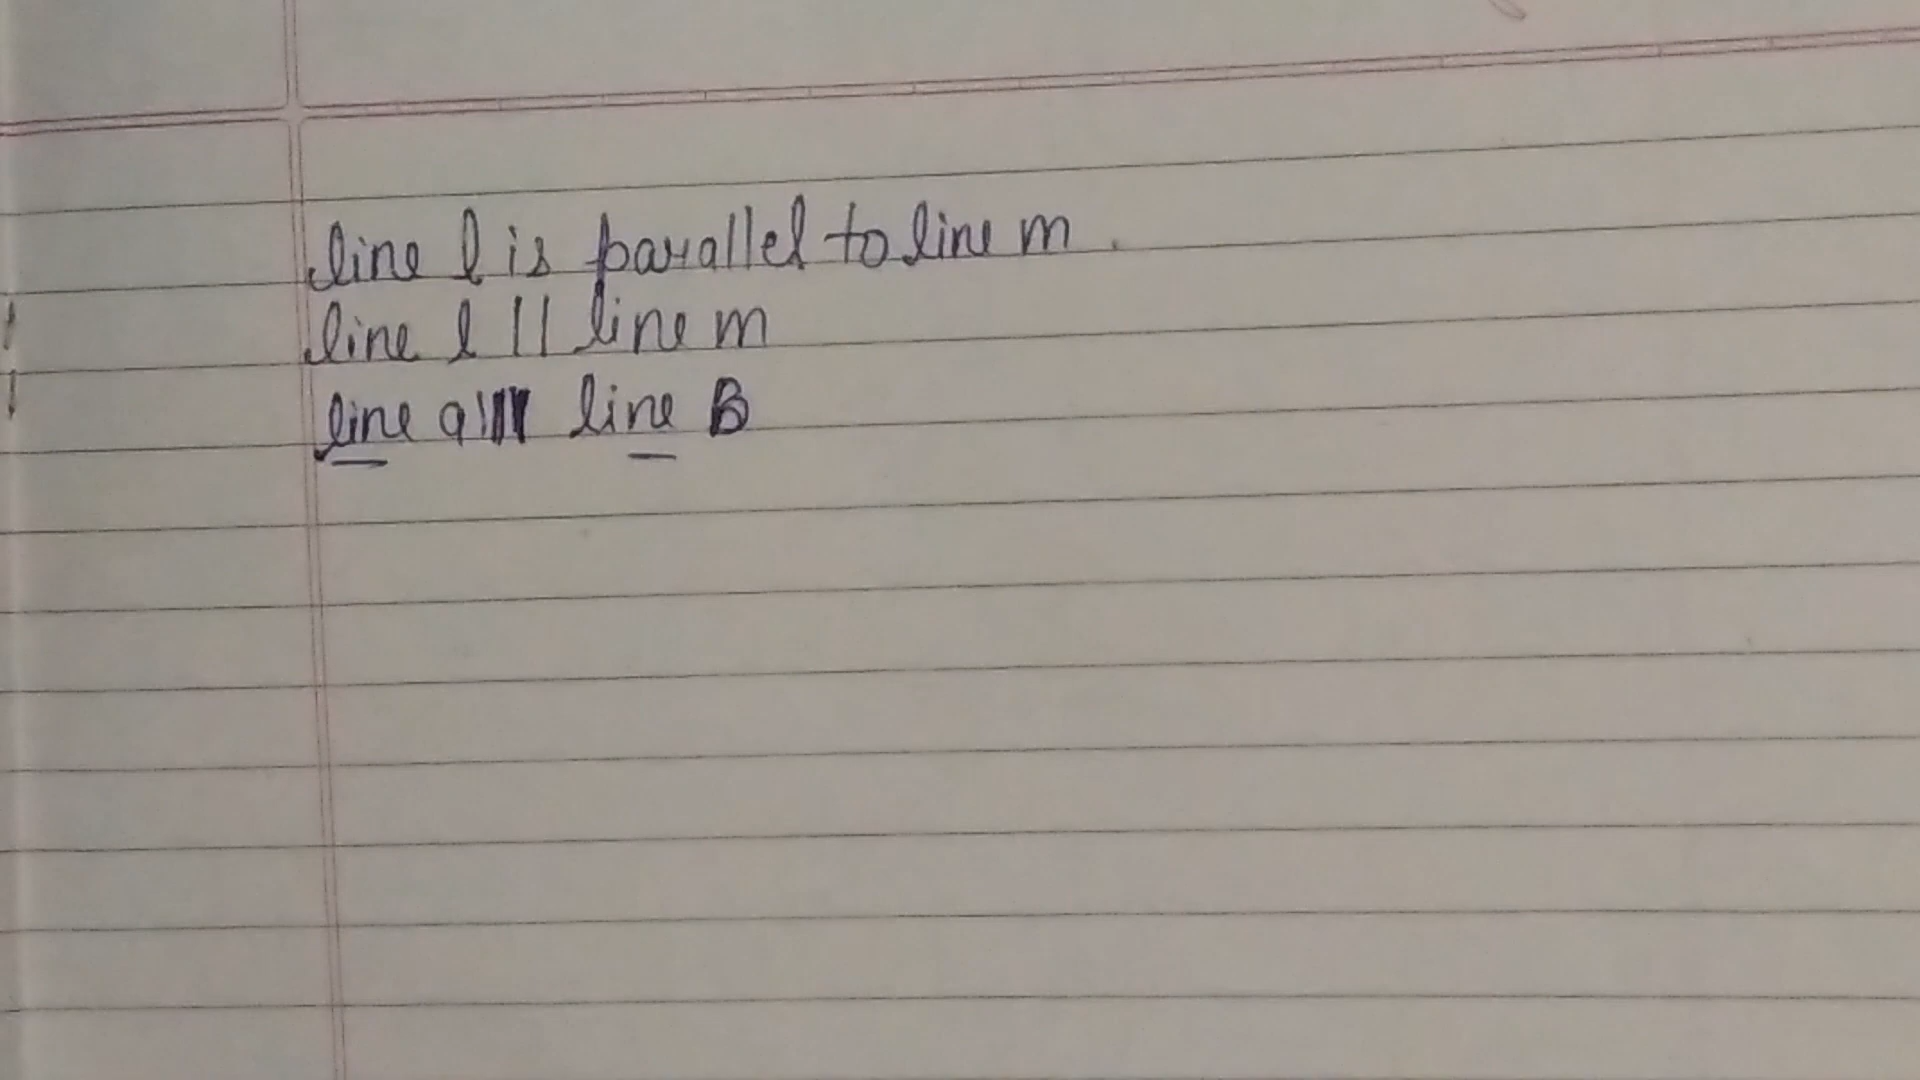 line l is parallel to line m.
line l || line m
line a || line B